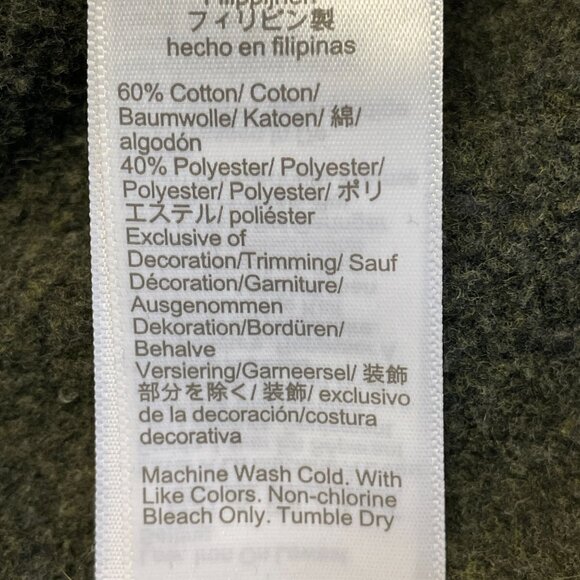 フィリピン製
hecho en filipinas
60% Cotton/ Coton/
Baumwolle/ Katoen/ 綿/
algodón
40% Polyester/ Polyester/
Polyester/ Polyester/ ポリ
エステル/ poliéster
Exclusive of
Decoration/Trimming/ Sauf
Décoration/Garniture/
Ausgenommen
Dekoration/Bordüren/
Behalve
Versiering/Garneersel/ 装飾
部分を除く/ 装飾/ exclusivo
de la decoración/costura
decorativa
Machine Wash Cold. With
Like Colors. Non-chlorine
Bleach Only. Tumble Dry